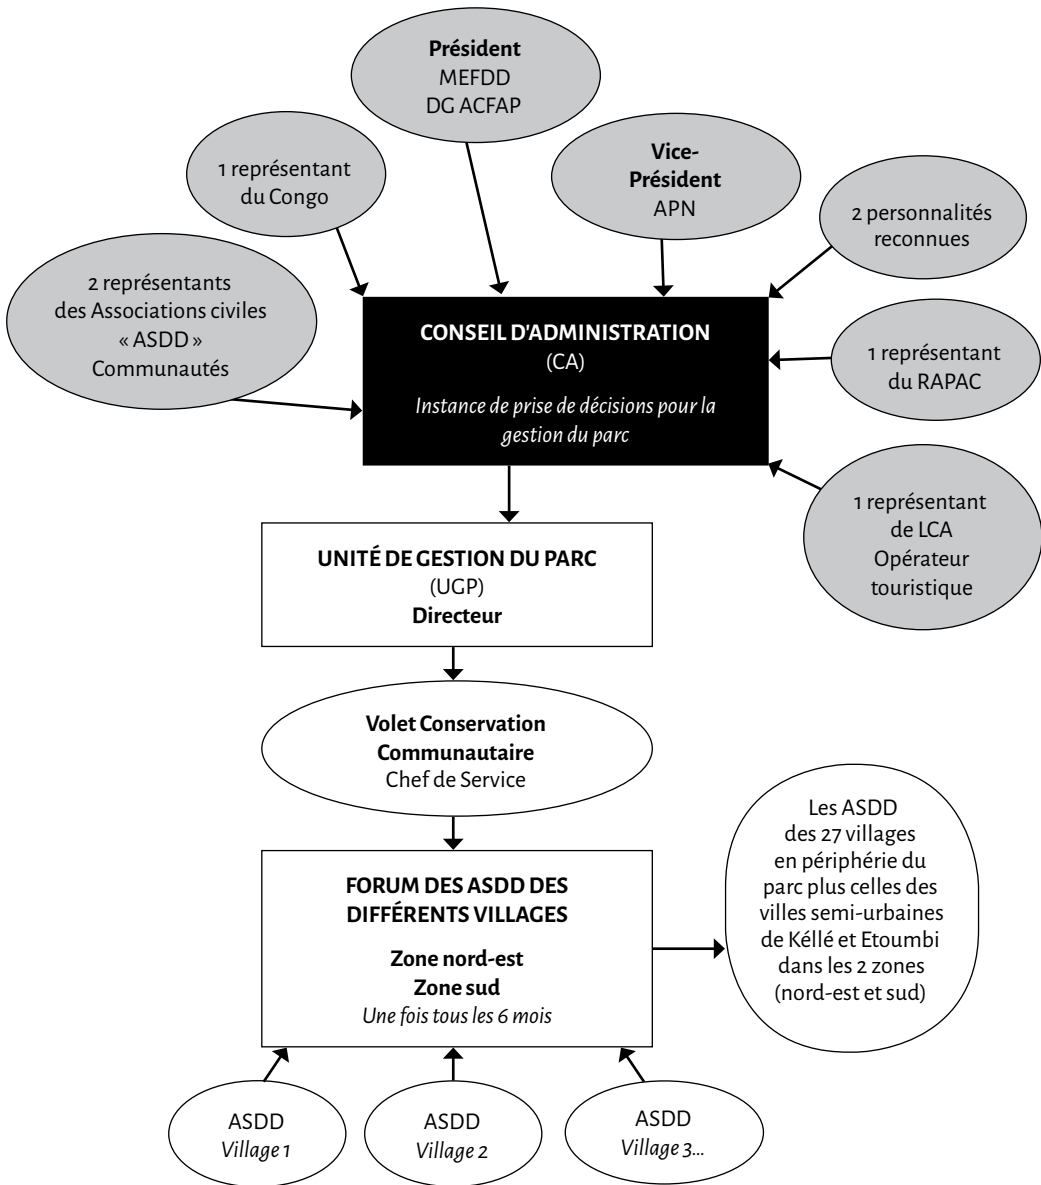 Président
MEFDD
DG ACFAP
1 représentant
du Congo
Vice-
Président
APN
2 personnalités
reconnues
2 représentants
des Associations civiles
« ASDD »
Communautés
CONSEIL D'ADMINISTRATION
(CA)
Instance de prise de décisions pour la
gestion du parc
1 représentant
du RAPAC
1 représentant
de LCA
Opérateur
touristique
UNITÉ DE GESTION DU PARC
(UGP)
Directeur
Volet Conservation
Communautaire
Chef de Service
FORUM DES ASDD DES
DIFFÉRENTS VILLAGES
Zone nord-est
Zone sud
Une fois tous les 6 mois
Les ASDD
des 27 villages
en périphérie du
parc plus celles des
villes semi-urbaines
de Kéllé et Etoumbi
dans les 2 zones
(nord-est et sud)
ASDD
Village 1
ASDD
Village 2
ASDD
Village 3...